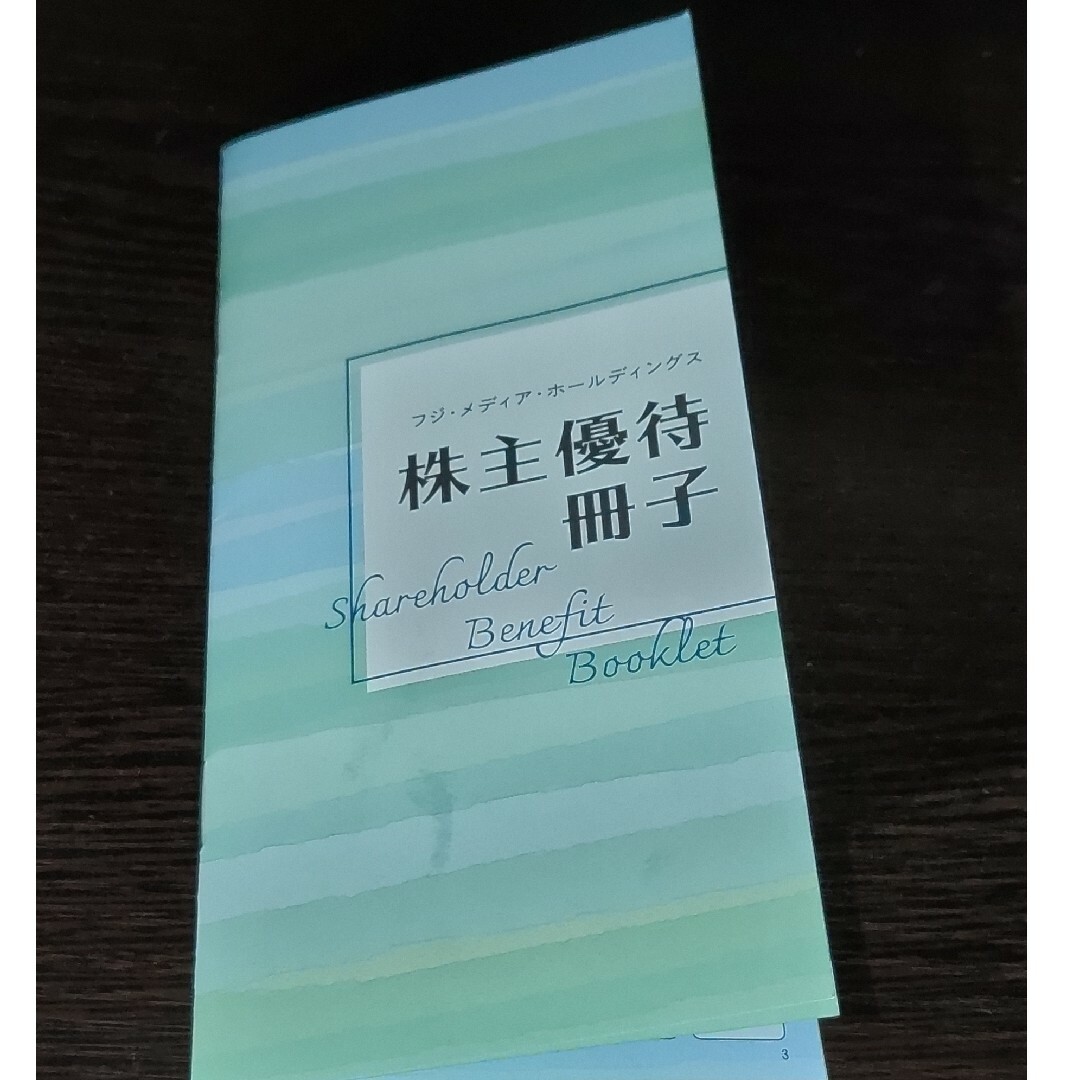 フジ・メディア・ホールディングス
株主優待
冊子
Shareholder
Benefit
Booklet
3